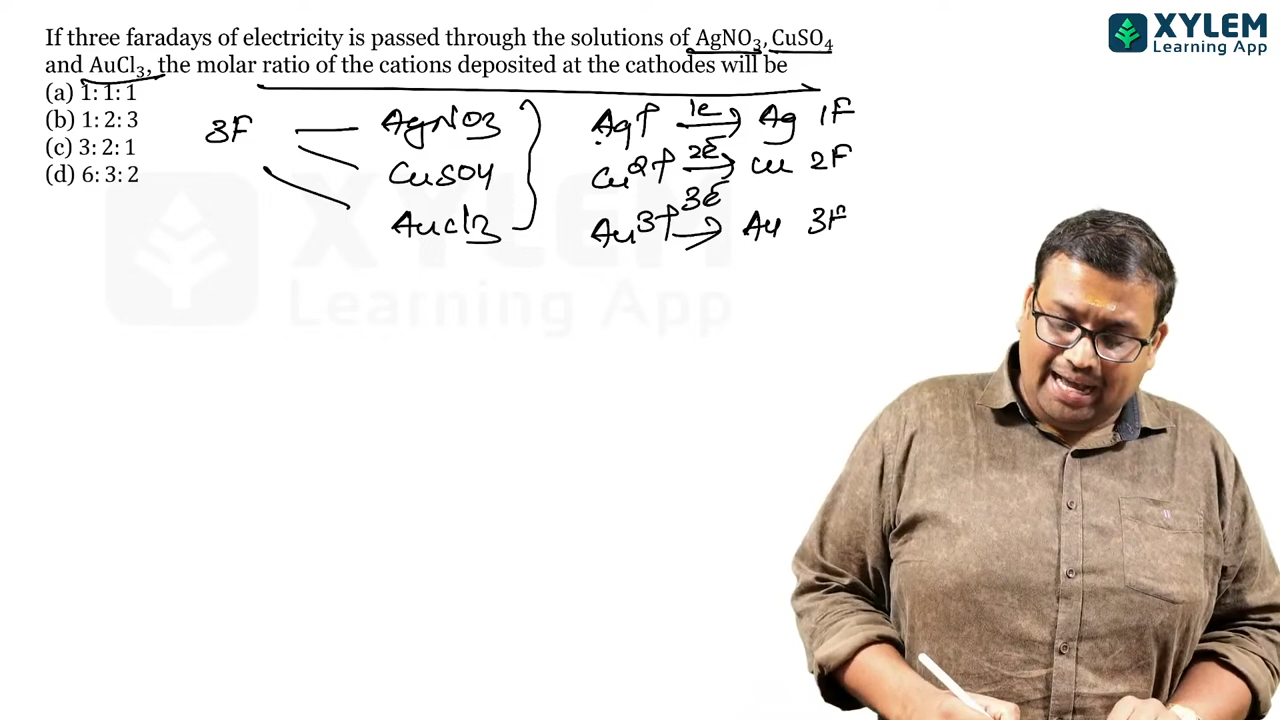 If three faradays of electricity is passed through the solutions of AgNO3, CuSO4
and AuCl3, the molar ratio of the cations deposited at the cathodes will be
(a) 1: 1: 1
(b) 1: 2: 3
(c) 3: 2: 1
(d) 6: 3: 2
XYLEM
Learning App
3F
AgNO3
CuSO4
AuCl3
Ag+ 1e → Ag 1F
Cu2+ 2e → Cu 2F
Au3+ 3e → Au 3F
XYLEM
Learning App